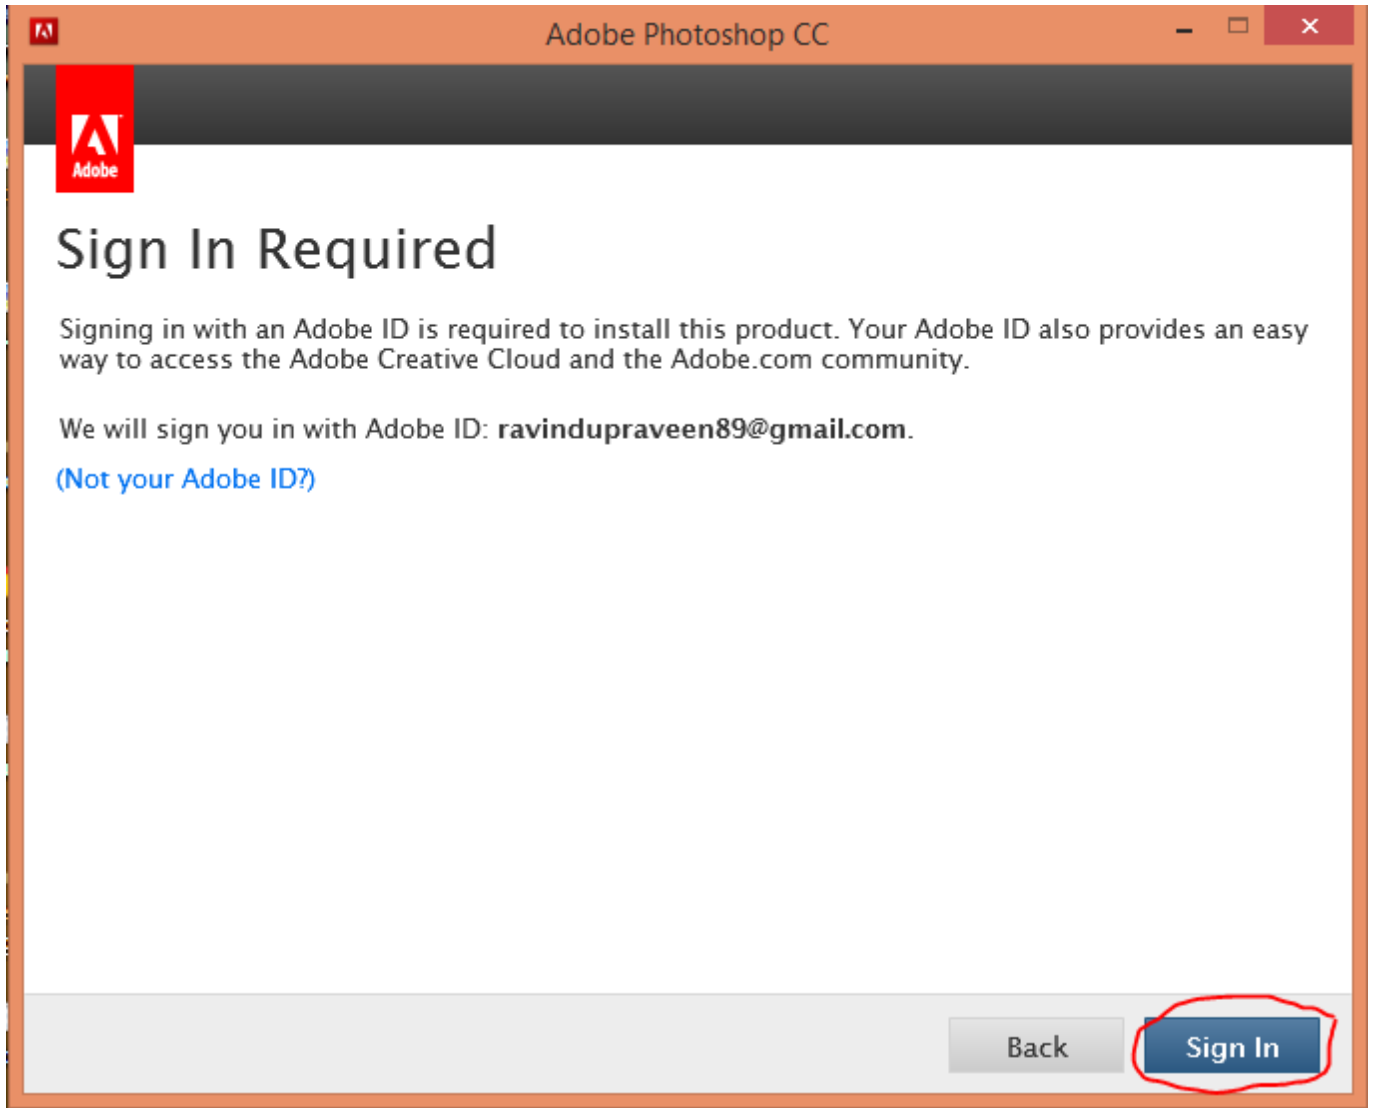 Adobe Photoshop CC
Adobe
Sign In Required
Signing in with an Adobe ID is required to install this product. Your Adobe ID also provides an easy
way to access the Adobe Creative Cloud and the Adobe.com community.
We will sign you in with Adobe ID: ravindupraveen89@gmail.com.
(Not your Adobe ID?)
Back
Sign In